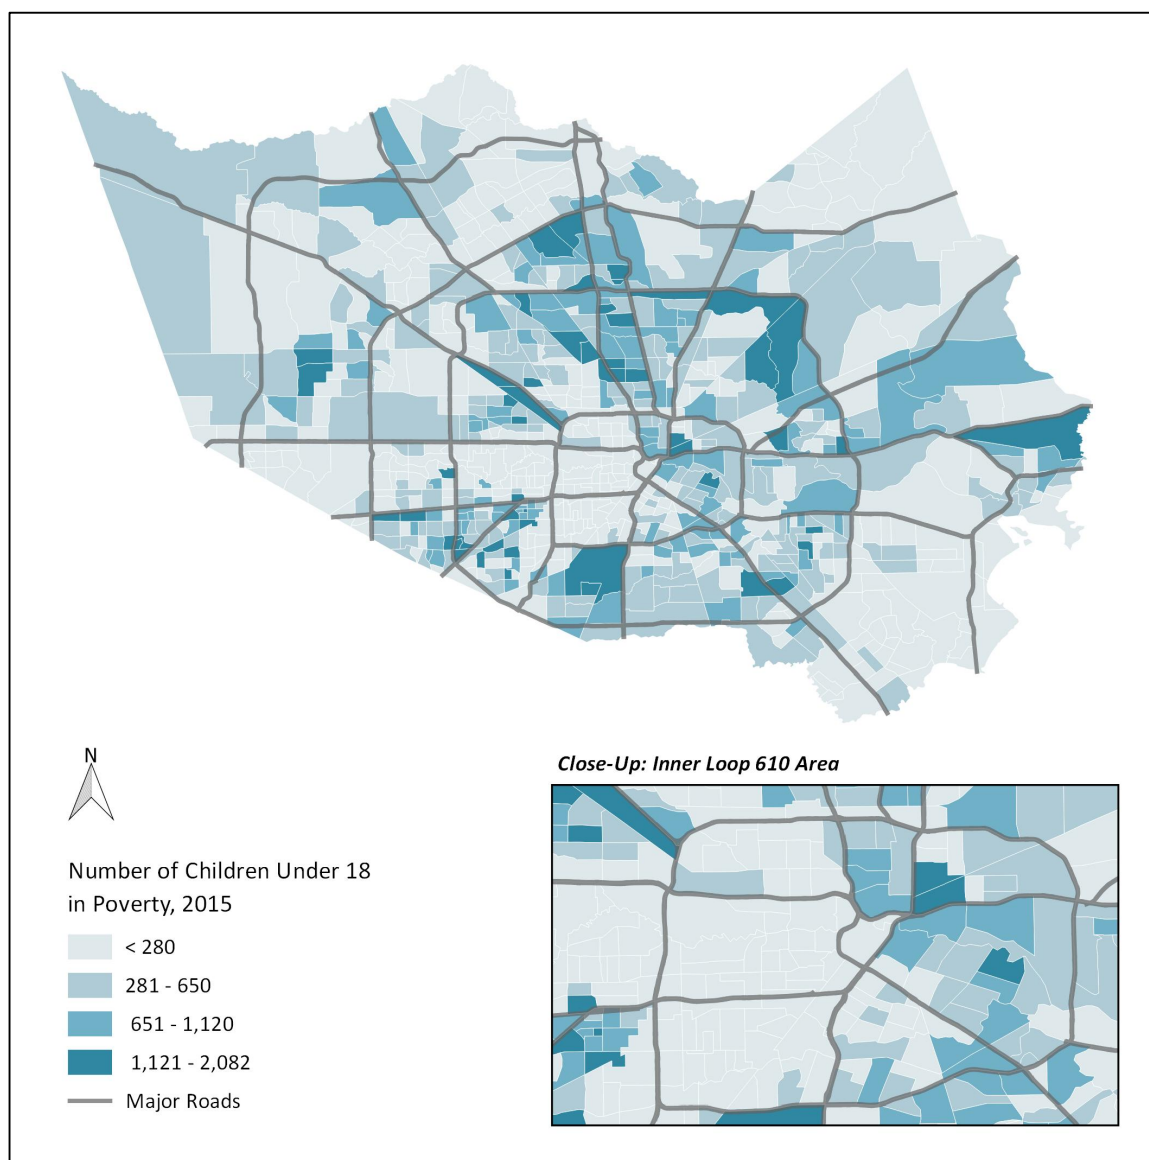 N
Close-Up: Inner Loop 610 Area
Number of Children Under 18
in Poverty, 2015
< 280
281 - 650
651 - 1,120
1,121 - 2,082
Major Roads